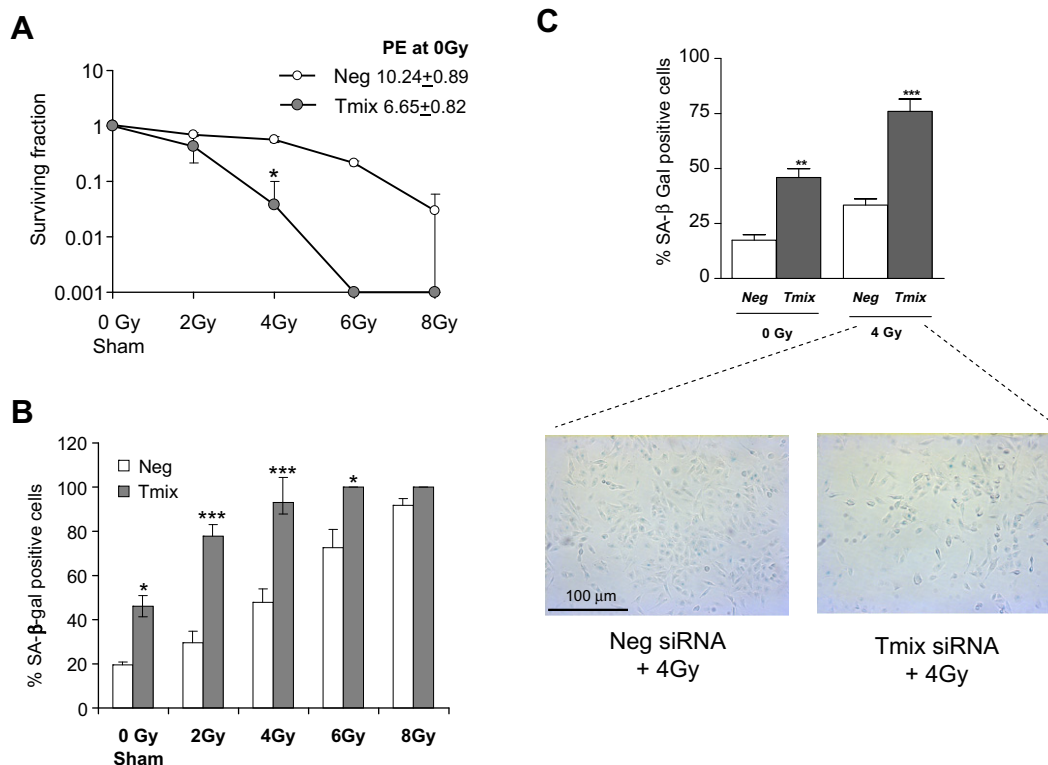 A
PE at 0Gy
Neg 10.24±0.89
Tmix 6.65±0.82
10
1
0.1
0.01
0.001
Surviving fraction
0 Gy
Sham
2Gy
4Gy
6Gy
8Gy
*
B
Neg
Tmix
120
100
80
60
40
20
0
% SA-β-gal positive cells
*
***
***
*
0 Gy
Sham
2Gy
4Gy
6Gy
8Gy
C
100
75
50
25
0
% SA-β Gal positive cells
**
***
Neg Tmix
Neg Tmix
0 Gy
4 Gy
100 μm
Neg siRNA
+ 4Gy
Tmix siRNA
+ 4Gy